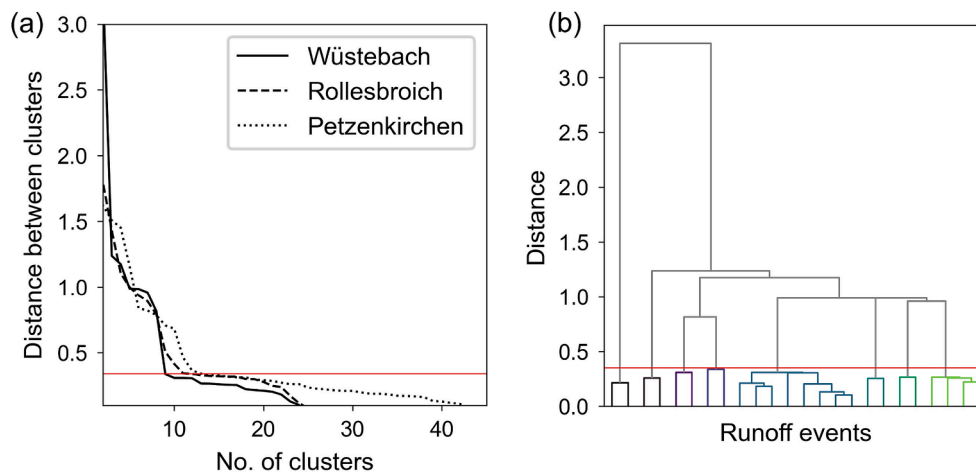 (a)
3.0
2.5
2.0
1.5
1.0
0.5
Distance between clusters
Wüstebach
Rollesbroich
Petzenkirchen
10
20
30
40
No. of clusters
(b)
3.0
2.5
2.0
1.5
1.0
0.5
0.0
Distance
Runoff events